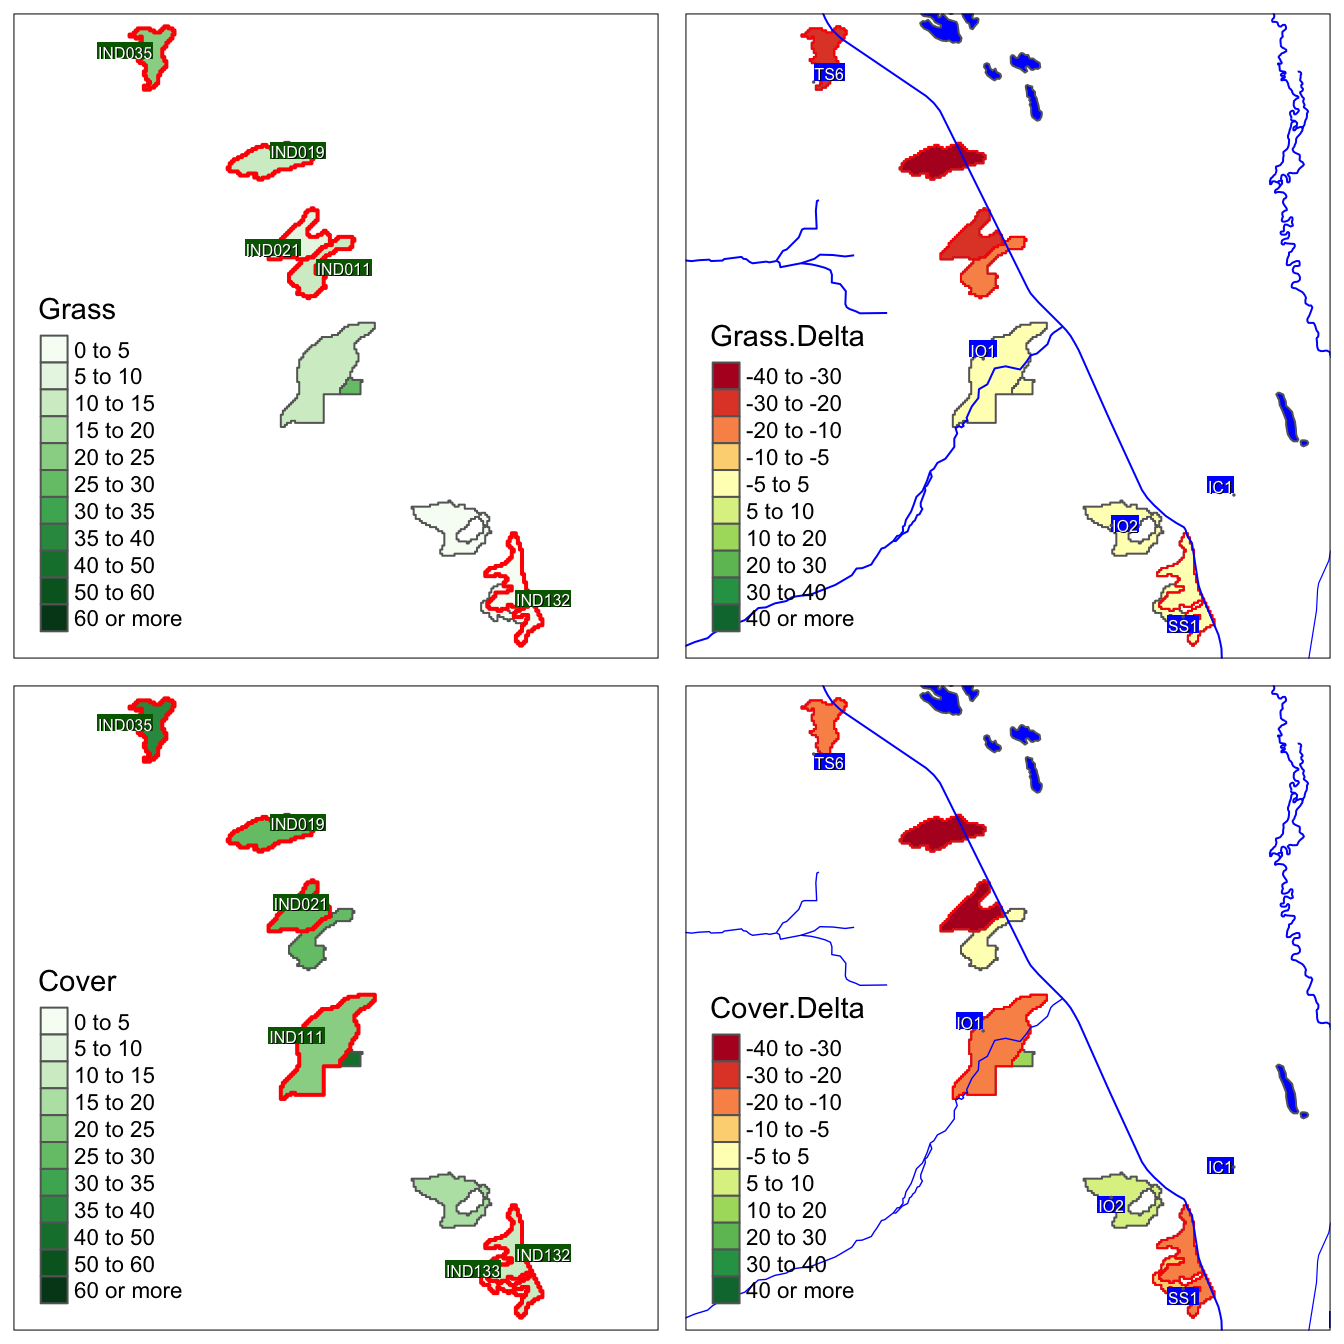 IND035
IND019
IND021
IND011
Grass
0 to 5
5 to 10
10 to 15
15 to 20
20 to 25
25 to 30
30 to 35
35 to 40
40 to 50
50 to 60
60 or more
IND132
TS6
IO1
Grass.Delta
-40 to -30
-30 to -20
-20 to -10
-10 to -5
-5 to 5
5 to 10
10 to 20
20 to 30
30 to 40
40 or more
IC1
IO2
SS1
IND035
IND019
IND021
Cover
0 to 5
5 to 10
10 to 15
15 to 20
20 to 25
25 to 30
30 to 35
35 to 40
40 to 50
50 to 60
60 or more
IND111
IND132
IND133
TS6
IO1
Cover.Delta
-40 to -30
-30 to -20
-20 to -10
-10 to -5
-5 to 5
5 to 10
10 to 20
20 to 30
30 to 40
40 or more
IC1
IO2
SS1